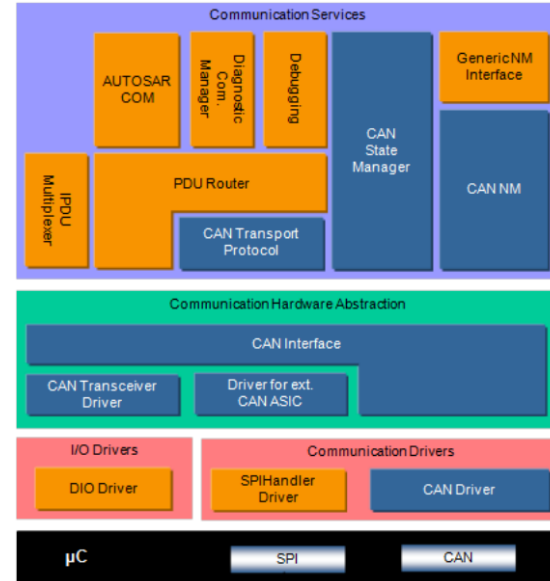 Communication Services
AUTOSAR
COM
Diagnostic
Com.
Manager
Debugging
CAN
State
Manager
GenericNM
Interface
IPDU
Multiplexer
PDU Router
CAN NM
CAN Transport
Protocol
Communication Hardware Abstraction
CAN Interface
CAN Transceiver
Driver
Driver for ext.
CAN ASIC
I/O Drivers
Communication Drivers
DIO Driver
SPIHandler
Driver
CAN Driver
µC
SPI
CAN